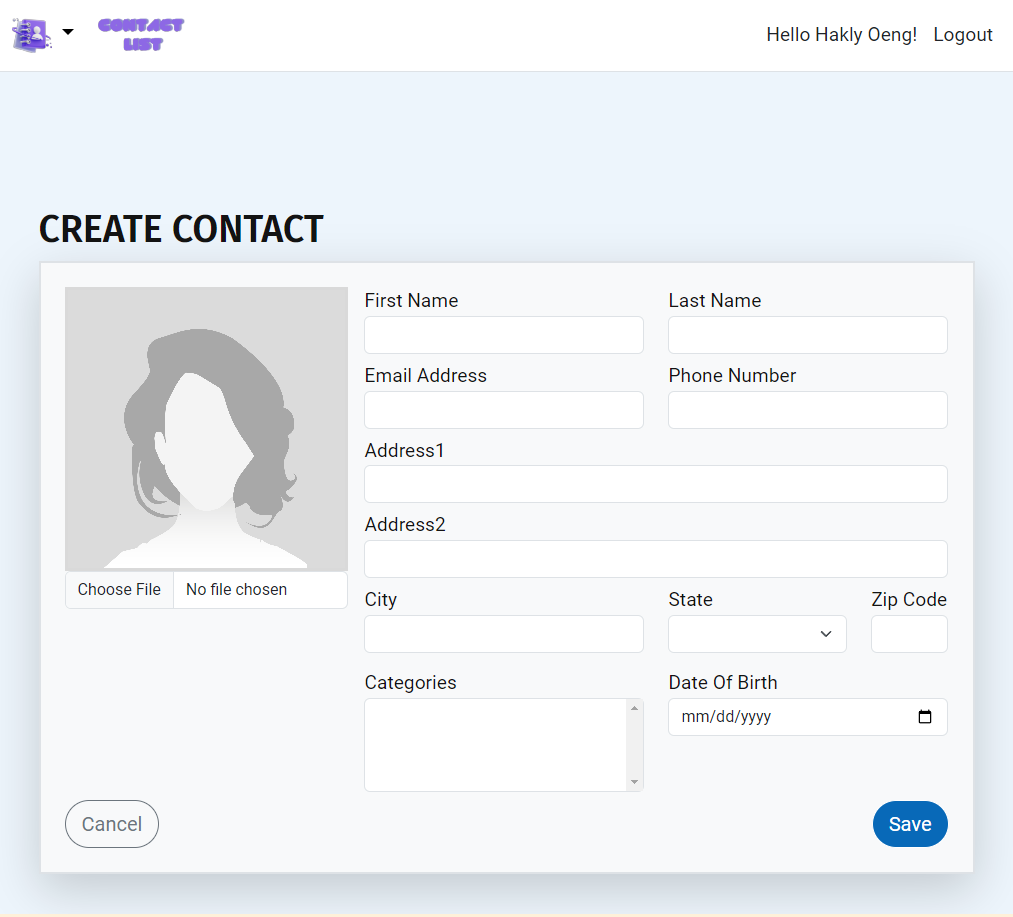 CONTACT
LIST
Hello Hakly Oeng! Logout
CREATE CONTACT
First Name
Last Name
Email Address
Phone Number
Address1
Address2
Choose File No file chosen
City
State
Zip Code
Categories
Date Of Birth
mm/dd/yyyy
Cancel
Save